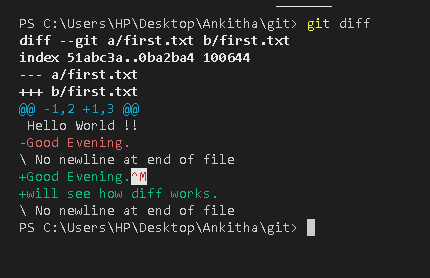 PS C:\Users\HP\Desktop\Ankitha\git> git diff
diff --git a/first.txt b/first.txt
index 51abc3a..0ba2ba4 100644
--- a/first.txt
+++ b/first.txt
@@ -1,2 +1,3 @@
 Hello World !!
-Good Evening.
\ No newline at end of file
+Good Evening.^M
+will see how diff works.
\ No newline at end of file
PS C:\Users\HP\Desktop\Ankitha\git>